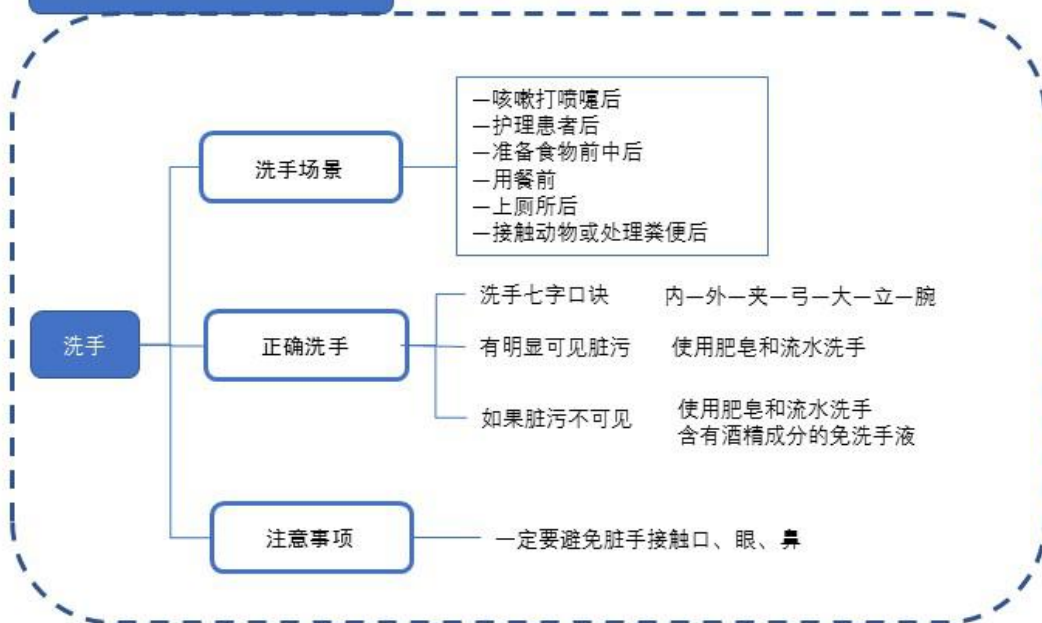 —咳嗽打喷嚏后
—护理患者后
—准备食物前中后
—用餐前
—上厕所后
—接触动物或处理粪便后
洗手场景
洗手
正确洗手
洗手七字口诀 内—外—夹—弓—大—立—腕
有明显可见脏污 使用肥皂和流水洗手
如果脏污不可见 使用肥皂和流水洗手
含有酒精成分的免洗手液
注意事项 一定要避免脏手接触口、眼、鼻